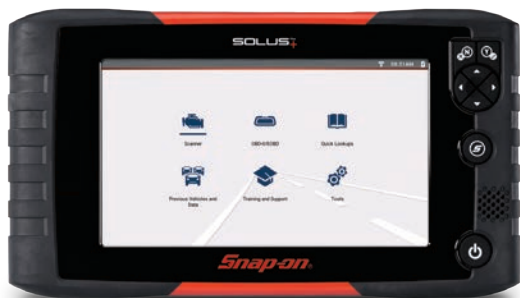 SOLUS+
N Y
Scanner OBD-II/EOBD Quick Lookups
Previous Vehicles and Training and Support Tools
Data
S
Snap-on®